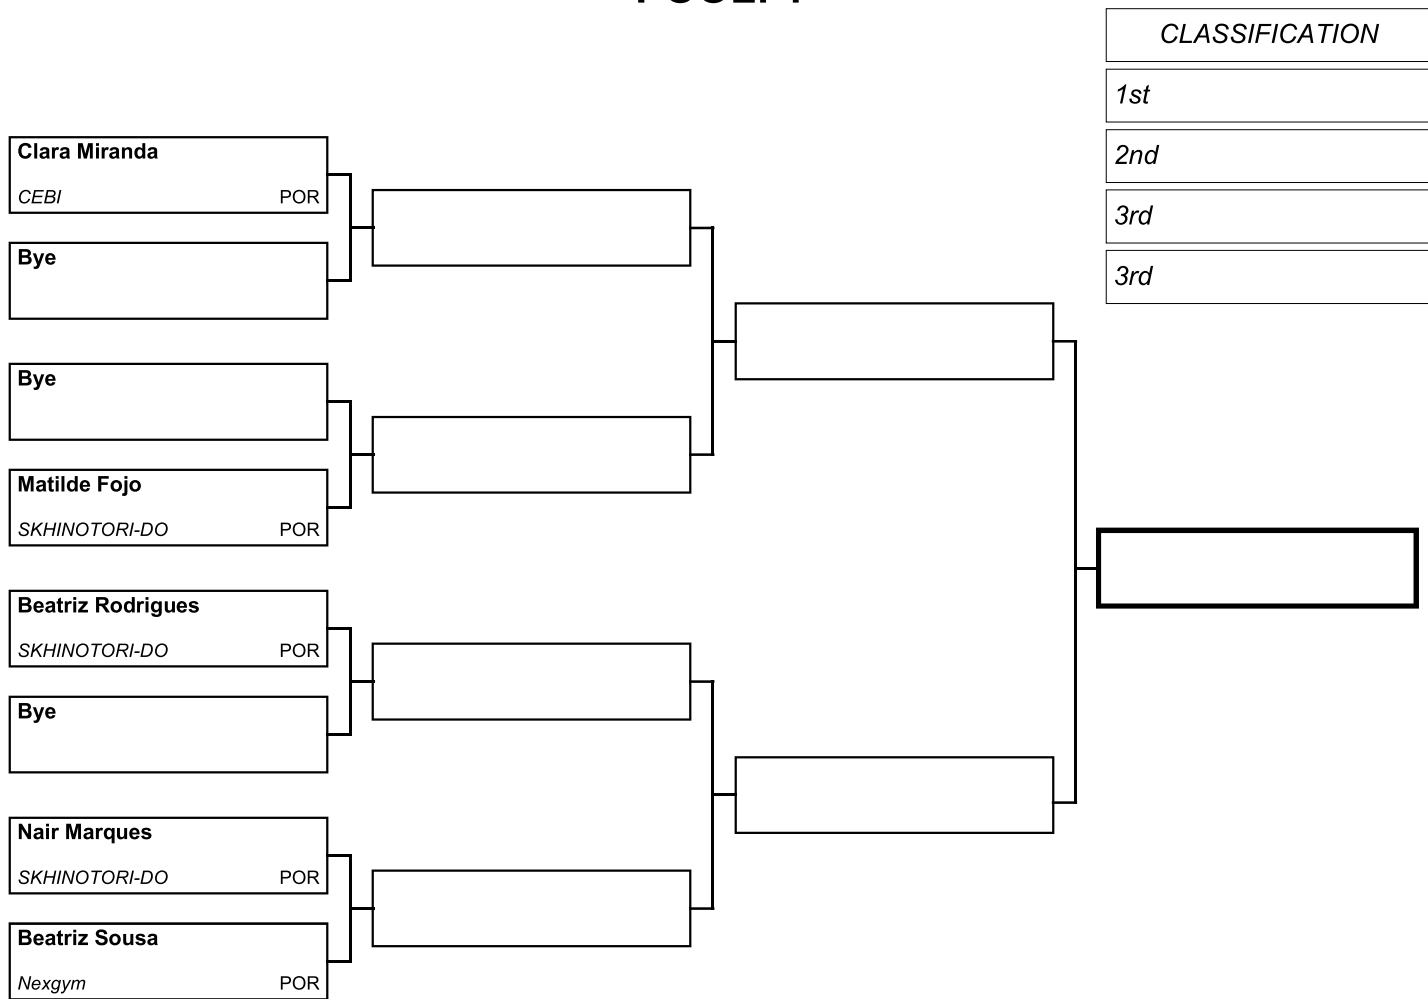 CLASSIFICATION
1st
2nd
3rd
3rd
Clara Miranda
CEBI POR
Bye
Bye
Matilde Fojo
SKHINOTORI-DO POR
Beatriz Rodrigues
SKHINOTORI-DO POR
Bye
Nair Marques
SKHINOTORI-DO POR
Beatriz Sousa
Nexgym POR